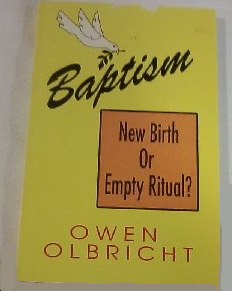 Baptism
New Birth
Or
Empty Ritual?
OWEN
OLBRICHT